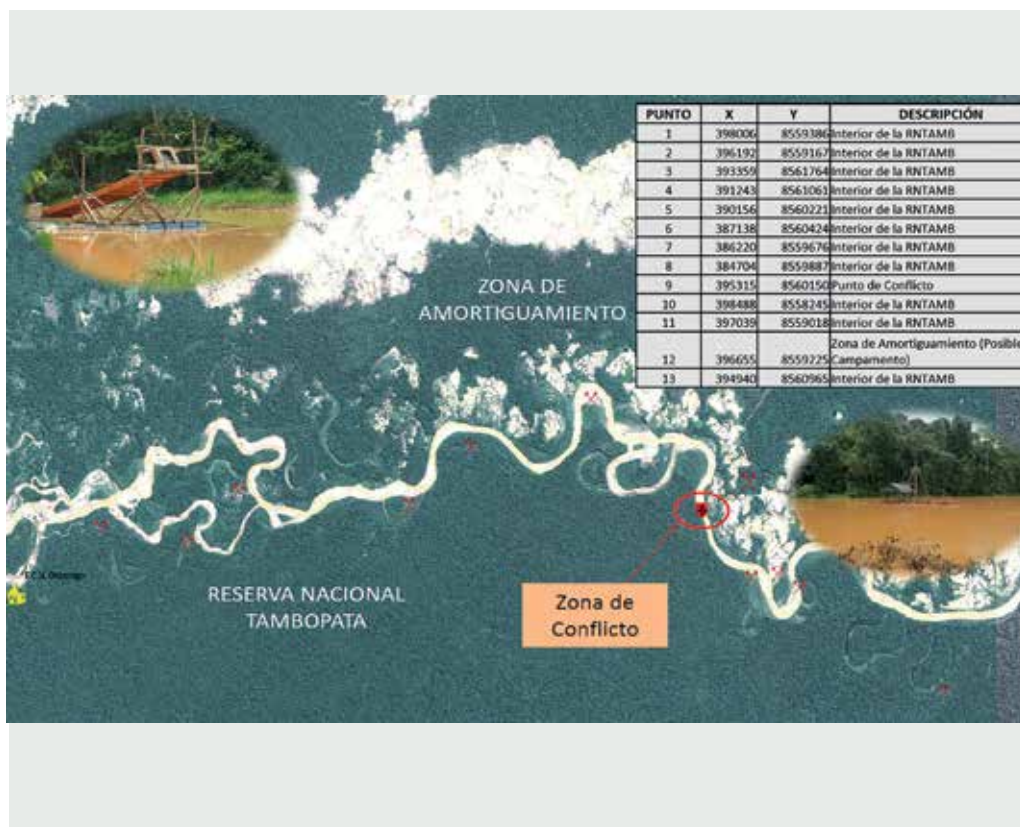 PUNTO X Y DESCRIPCIÓN
1 398006 8559386 Interior de la RNTAMB
2 396192 8559167 Interior de la RNTAMB
3 393359 8561764 Interior de la RNTAMB
4 391243 8561061 Interior de la RNTAMB
5 390156 8560221 Interior de la RNTAMB
6 387138 8560424 Interior de la RNTAMB
7 386220 8559676 Interior de la RNTAMB
8 384704 8559887 Interior de la RNTAMB
9 395315 8560150 Punto de Conflicto
10 398488 8558245 Interior de la RNTAMB
11 397039 8559018 Interior de la RNTAMB
Zona de Amortiguamiento (Posible
12 396655 8559225 Campamento)
13 394940 8560965 Interior de la RNTAMB
ZONA DE
AMORTIGUAMIENTO
RESERVA NACIONAL
TAMBOPATA
Zona de
Conflicto